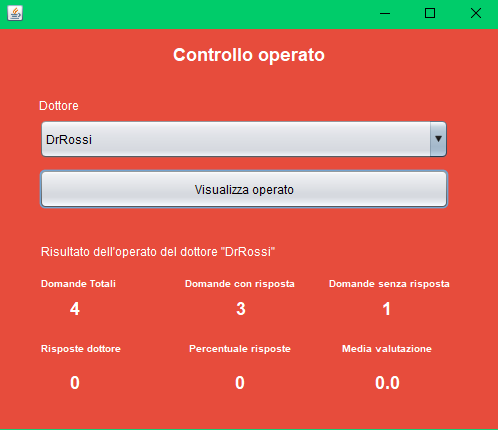 Controllo operato
Dottore
DrRossi
Visualizza operato
Risultato dell'operato del dottore "DrRossi"
Domande Totali Domande con risposta Domande senza risposta
4 3 1
Risposte dottore Percentuale risposte Media valutazione
0 0 0.0